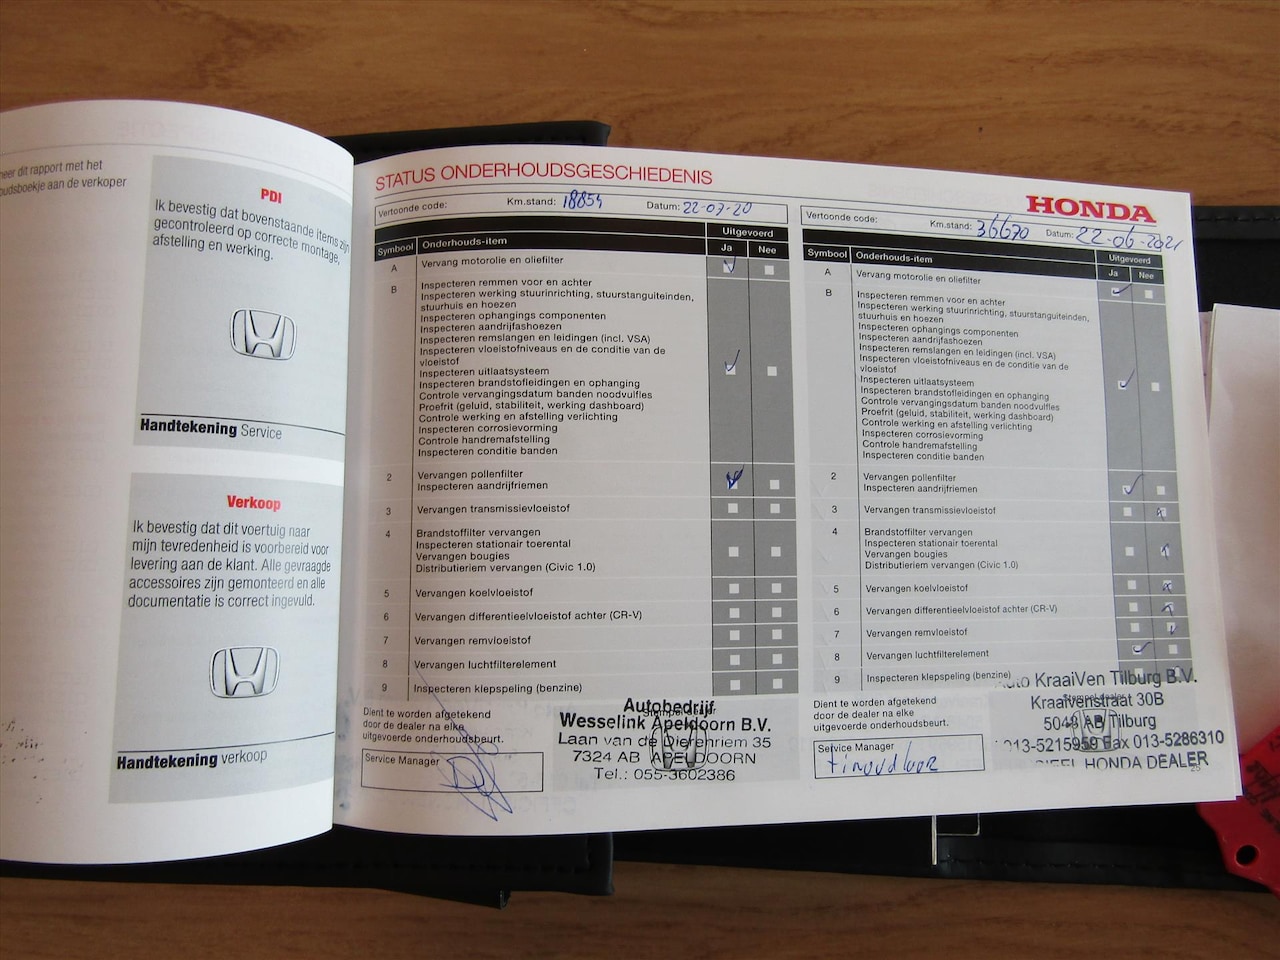 neer dit rapport met het
oudsboekje aan de verkoper
PDI
Ik bevestig dat bovenstaande items zijn
gecontroleerd op correcte montage,
afstelling en werking.
Handtekening Service
Verkoop
Ik bevestig dat dit voertuig naar
mijn tevredenheid is voorbereid voor
levering aan de klant. Alle gevraagde
accessoires zijn gemonteerd en alle
documentatie is correct ingevuld.
Handtekening verkoop
STATUS ONDERHOUDSGESCHIEDENIS
Vertoonde code: Km.stand: 18854 Datum: 22-07-20
Uitgevoerd
Symbool Onderhouds-item Ja Nee
A Vervang motorolie en oliefilter
B Inspecteren remmen voor en achter
Inspecteren werking stuurinrichting, stuurstanguiteinden,
stuurhuis en hoezen
Inspecteren ophangings componenten
Inspecteren aandrijfashoezen
Inspecteren remslangen en leidingen (incl. VSA)
Inspecteren vloeistofniveaus en de conditie van de
vloeistof
Inspecteren uitlaatsysteem
Inspecteren brandstofleidingen en ophanging
Controle vervangingsdatum banden noodvulfles
Proefrit (geluid, stabiliteit, werking dashboard)
Controle werking en afstelling verlichting
Inspecteren corrosievorming
Controle handremafstelling
Inspecteren conditie banden
2 Vervangen pollenfilter
Inspecteren aandrijfriemen
3 Vervangen transmissievloeistof
4 Brandstoffilter vervangen
Inspecteren stationair toerental
Vervangen bougies
Distributieriem vervangen (Civic 1.0)
5 Vervangen koelvloeistof
6 Vervangen differentieelvloeistof achter (CR-V)
7 Vervangen remvloeistof
8 Vervangen luchtfilterelement
9 Inspecteren klepspeling (benzine)
Dient te worden afgetekend
door de dealer na elke
uitgevoerde onderhoudsbeurt.
Service Manager
Stempel dealer
Autobedrijf
Wesselink Apeldoorn B.V.
Laan van de Dierenriem 35
7324 AB APELDOORN
Tel.: 055-3602386
HONDA
Vertoonde code: Km.stand: 36670 Datum: 22-06-2021
Uitgevoerd
Symbool Onderhouds-item Ja Nee
A Vervang motorolie en oliefilter
B Inspecteren remmen voor en achter
Inspecteren werking stuurinrichting, stuurstanguiteinden,
stuurhuis en hoezen
Inspecteren ophangings componenten
Inspecteren aandrijfashoezen
Inspecteren remslangen en leidingen (incl. VSA)
Inspecteren vloeistofniveaus en de conditie van de
vloeistof
Inspecteren uitlaatsysteem
Inspecteren brandstofleidingen en ophanging
Controle vervangingsdatum banden noodvulfles
Proefrit (geluid, stabiliteit, werking dashboard)
Controle werking en afstelling verlichting
Inspecteren corrosievorming
Controle handremafstelling
Inspecteren conditie banden
2 Vervangen pollenfilter
Inspecteren aandrijfriemen
3 Vervangen transmissievloeistof
4 Brandstoffilter vervangen
Inspecteren stationair toerental
Vervangen bougies
Distributieriem vervangen (Civic 1.0)
5 Vervangen koelvloeistof
6 Vervangen differentieelvloeistof achter (CR-V)
7 Vervangen remvloeistof
8 Vervangen luchtfilterelement
9 Inspecteren klepspeling (benzine)
Dient te worden afgetekend
door de dealer na elke
uitgevoerde onderhoudsbeurt.
Service Manager
Stempel dealer
Auto KraaiVen Tilburg B.V.
Kraaivenstraat 30B
5048 AB Tilburg
013-5215959 Fax 013-5286310
HONDA DEALER
25